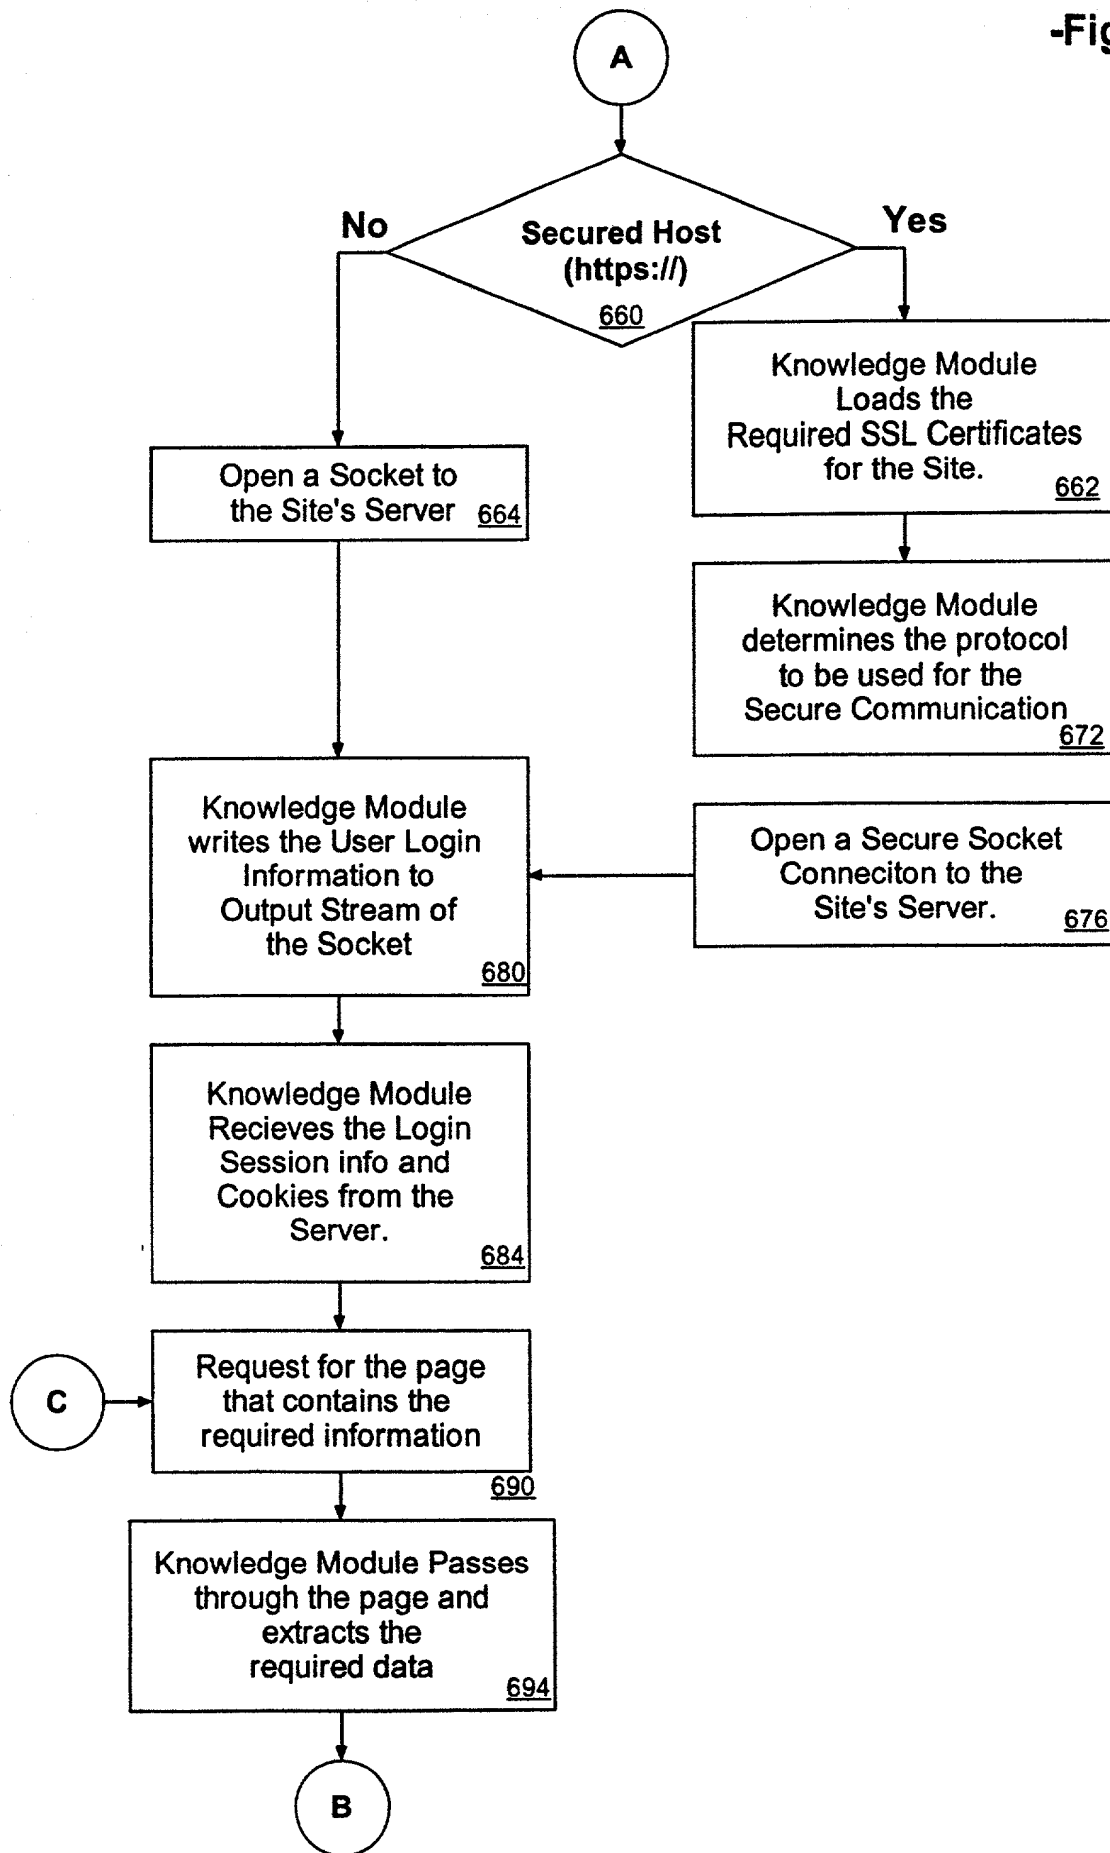 -Fig
A
No
Yes
Secured Host
(https://)
660
Knowledge Module
Loads the
Required SSL Certificates
for the Site.
662
Open a Socket to
the Site's Server 664
Knowledge Module
determines the protocol
to be used for the
Secure Communication
672
Knowledge Module
writes the User Login
Information to
Output Stream of
the Socket
680
Open a Secure Socket
Conneciton to the
Site's Server.
676
Knowledge Module
Recieves the Login
Session info and
Cookies from the
Server.
684
C
Request for the page
that contains the
required information
690
Knowledge Module Passes
through the page and
extracts the
required data
694
B